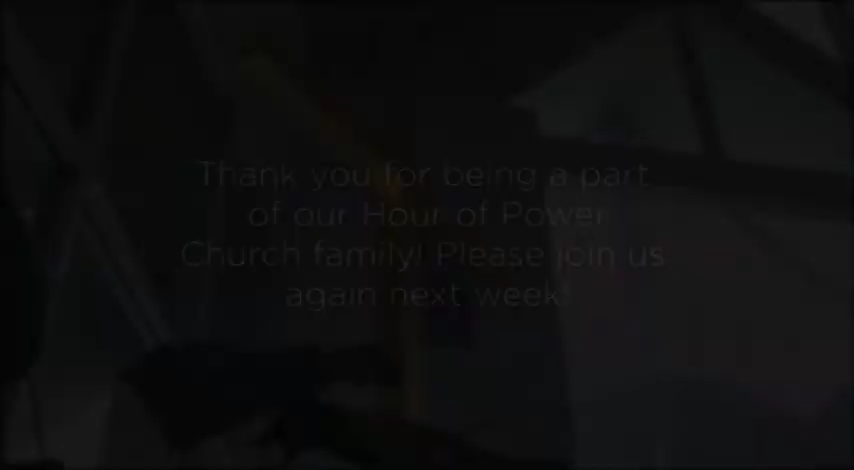 Thank you for being a part
of our Hour of Power
Church family! Please join us
again next week!